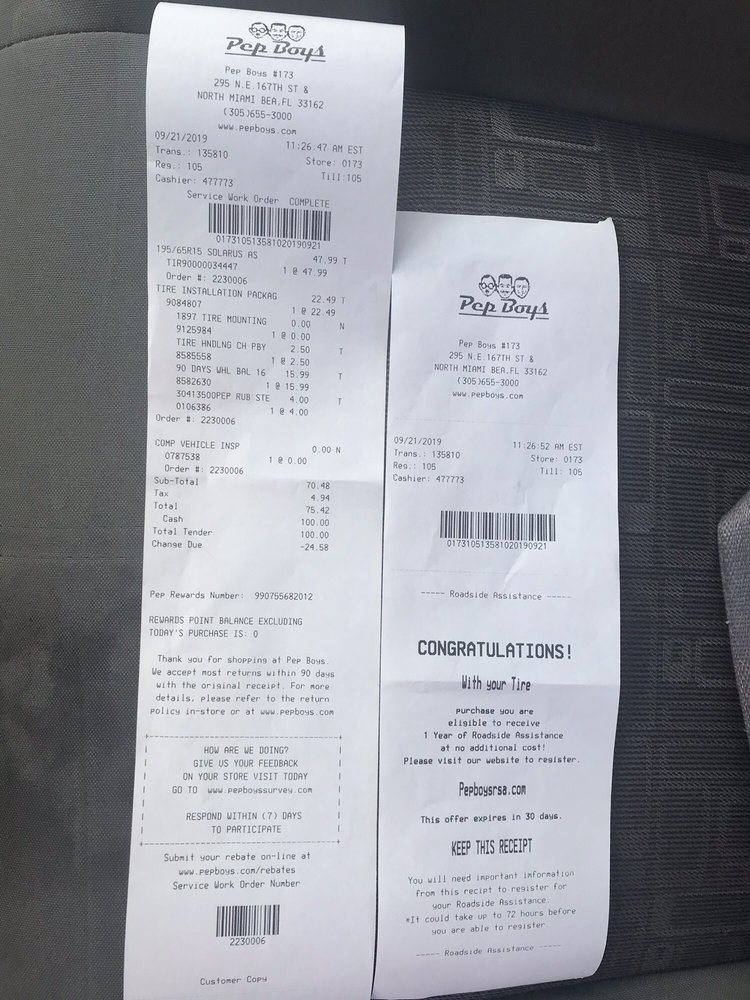 Pep Boys
Pep Boys #173
295 N.E.167TH ST &
NORTH MIAMI BEA,FL 33162
(305)655-3000
www.pepboys.com
09/21/2019 11:26:47 AM EST
Trans.: 135810 Store: 0173
Reg.: 105 Till:105
Cashier: 477773
Service Work Order COMPLETE
017310513581020190921
195/65R15 SOLARUS AS 47.99 T
TIR90000034447 1 @ 47.99
Order #: 2230006
TIRE INSTALLATION PACKAG 22.49 T
9084807 1 @ 22.49
1897 TIRE MOUNTING 0.00 N
9125984 1 @ 0.00
TIRE HNDLNG CH PBY 2.50 T
8585558 1 @ 2.50
90 DAYS WHL BAL 16 15.99 T
8582630 1 @ 15.99
30413500PEP RUB STE 4.00 T
0106386 1 @ 4.00
Order #: 2230006
COMP VEHICLE INSP 0.00 N
0787538 1 @ 0.00
Order #: 2230006
Sub-Total 70.48
Tax 4.94
Total 75.42
Cash 100.00
Total Tender 100.00
Change Due -24.58
Pep Rewards Number: 990755682012
REWARDS POINT BALANCE EXCLUDING
TODAY'S PURCHASE IS: 0
Thank you for shopping at Pep Boys.
We accept most returns within 90 days
with the original receipt. For more
details, please refer to the return
policy in-store or at www.pepboys.com
HOW ARE WE DOING?
GIVE US YOUR FEEDBACK
ON YOUR STORE VISIT TODAY
GO TO www.pepboyssurvey.com
RESPOND WITHIN (7) DAYS
TO PARTICIPATE
Submit your rebate on-line at
www.pepboys.com/rebates
Service Work Order Number
2230006
Customer Copy
Pep Boys
Pep Boys #173
295 N.E.167TH ST &
NORTH MIAMI BEA,FL 33162
(305)655-3000
www.pepboys.com
09/21/2019 11:26:52 AM EST
Trans.: 135810 Store: 0173
Reg.: 105 Till: 105
Cashier: 477773
017310513581020190921
----- Roadside Assistance -----
CONGRATULATIONS!
With your Tire
purchase you are
eligible to receive
1 Year of Roadside Assistance
at no additional cost!
Please visit our website to register.
Pepboysrsa.com
This offer expires in 30 days.
KEEP THIS RECEIPT
You will need important imformation
from this recipt to register for
your Roadside Assistance.
*It could take up to 72 hours before
you are able to register
----- Roadside Assistance -----